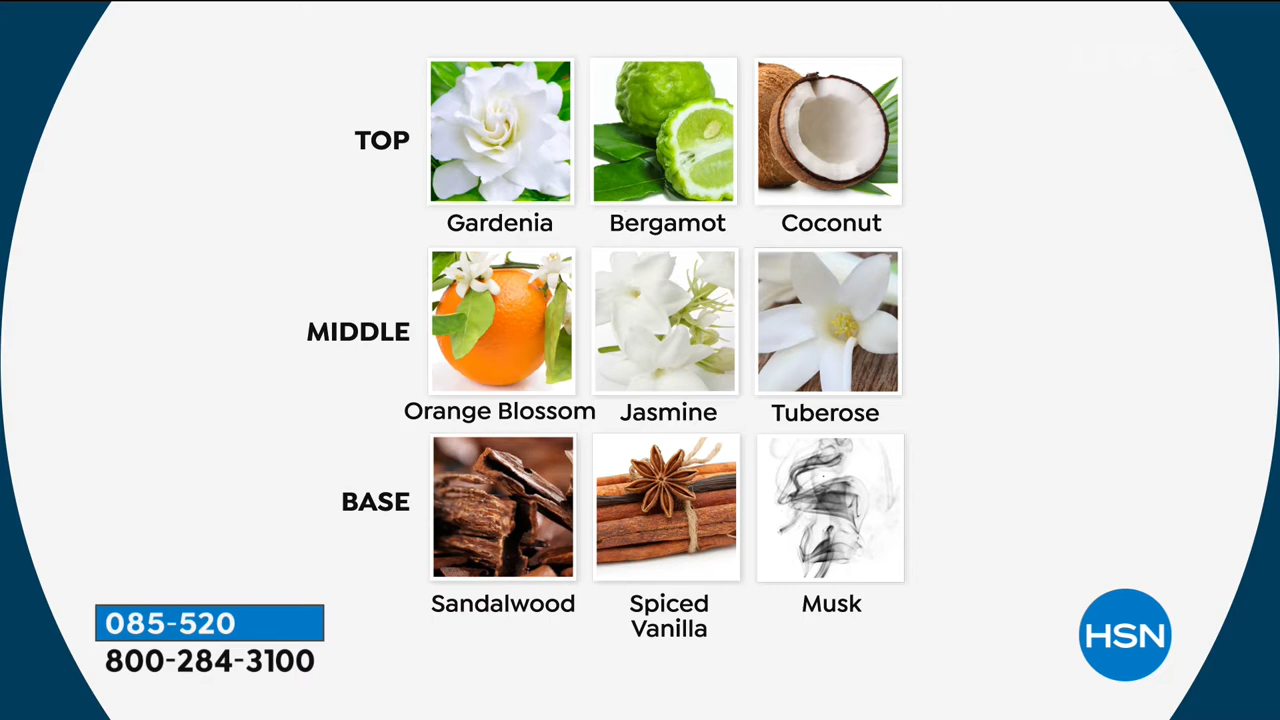 TOP
Gardenia
Bergamot
Coconut
MIDDLE
Orange Blossom
Jasmine
Tuberose
BASE
Sandalwood
Spiced
Vanilla
Musk
085-520
800-284-3100
HSN